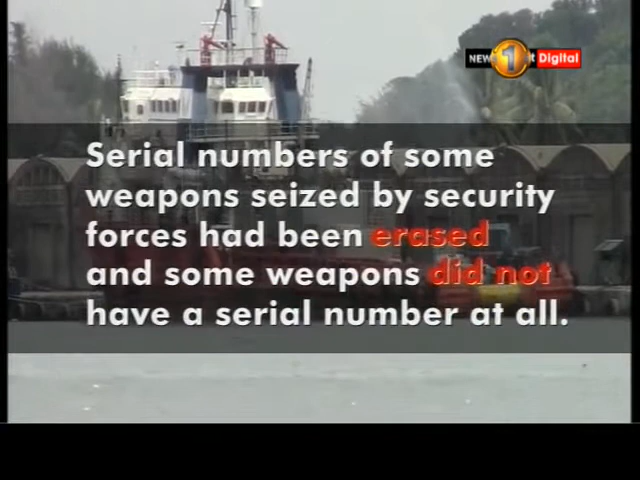 NEWS 1st Digital
Serial numbers of some
weapons seized by security
forces had been erased
and some weapons did not
have a serial number at all.